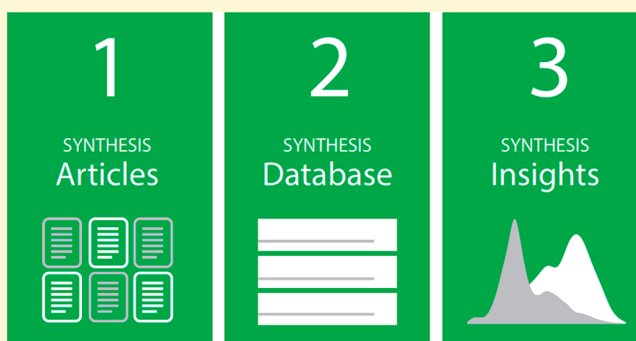 1
SYNTHESIS
Articles
2
SYNTHESIS
Database
3
SYNTHESIS
Insights